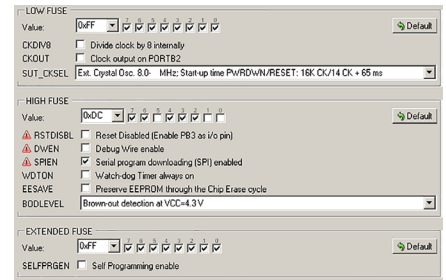 LOW FUSE
Value: 0xFF 7 6 5 4 3 2 1 0 Default
CKDIV8 Divide clock by 8 internally
CKOUT Clock output on PORTB2
SUT_CKSEL Ext. Crystal Osc. 8.0- MHz; Start-up time PWRDWN/RESET: 16K CK/14 CK + 65 ms
HIGH FUSE
Value: 0xDC 7 6 5 4 3 2 1 0 Default
RSTDISBL Reset Disabled (Enable PB3 as i/o pin)
DWEN Debug Wire enable
SPIEN Serial program downloading (SPI) enabled
WDTON Watch-dog Timer always on
EESAVE Preserve EEPROM through the Chip Erase cycle
BODLEVEL Brown-out detection at VCC=4.3 V
EXTENDED FUSE
Value: 0xFF 7 6 5 4 3 2 1 0 Default
SELFPRGEN Self Programming enable